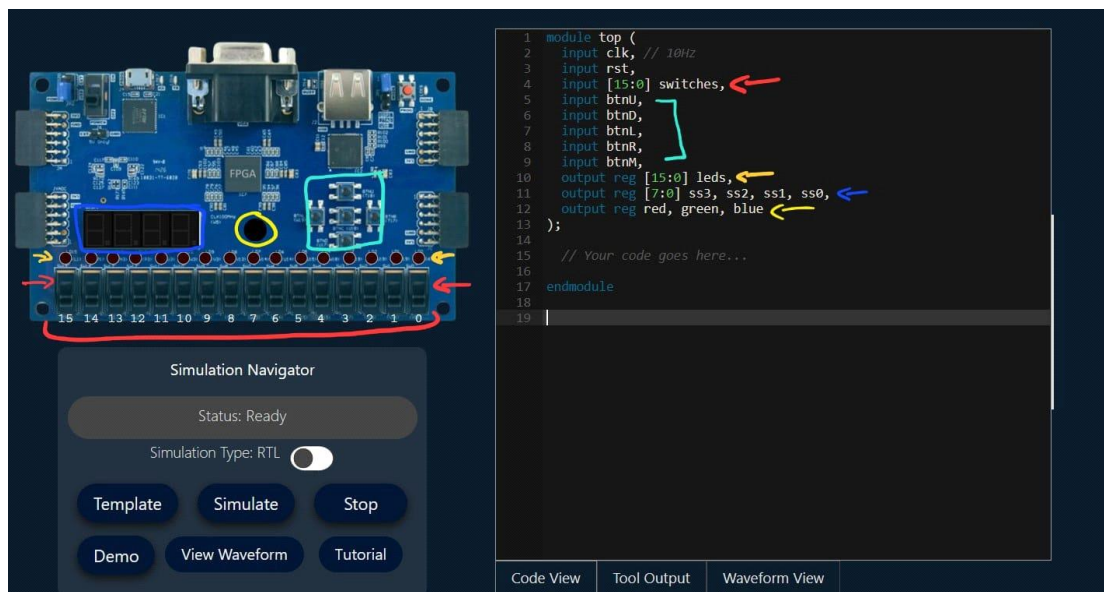 FPGA
15 14 13 12 11 10 9 8 7 6 5 4 3 2 1 0
Simulation Navigator
Status: Ready
Simulation Type: RTL
Template Simulate Stop
Demo View Waveform Tutorial
1 module top (
2 input clk, // 10Hz
3 input rst,
4 input [15:0] switches,
5 input btnU,
6 input btnD,
7 input btnL,
8 input btnR,
9 input btnM,
10 output reg [15:0] leds,
11 output reg [7:0] ss3, ss2, ss1, ss0,
12 output reg red, green, blue
13 );
14
15 // Your code goes here...
16
17 endmodule
18
19
Code View Tool Output Waveform View